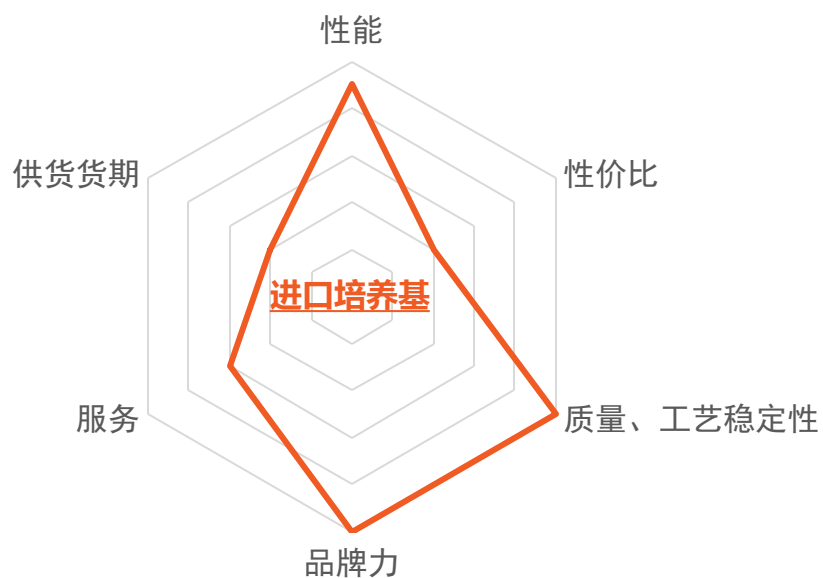 性能
供货货期
性价比
进口培养基
服务
质量、工艺稳定性
品牌力